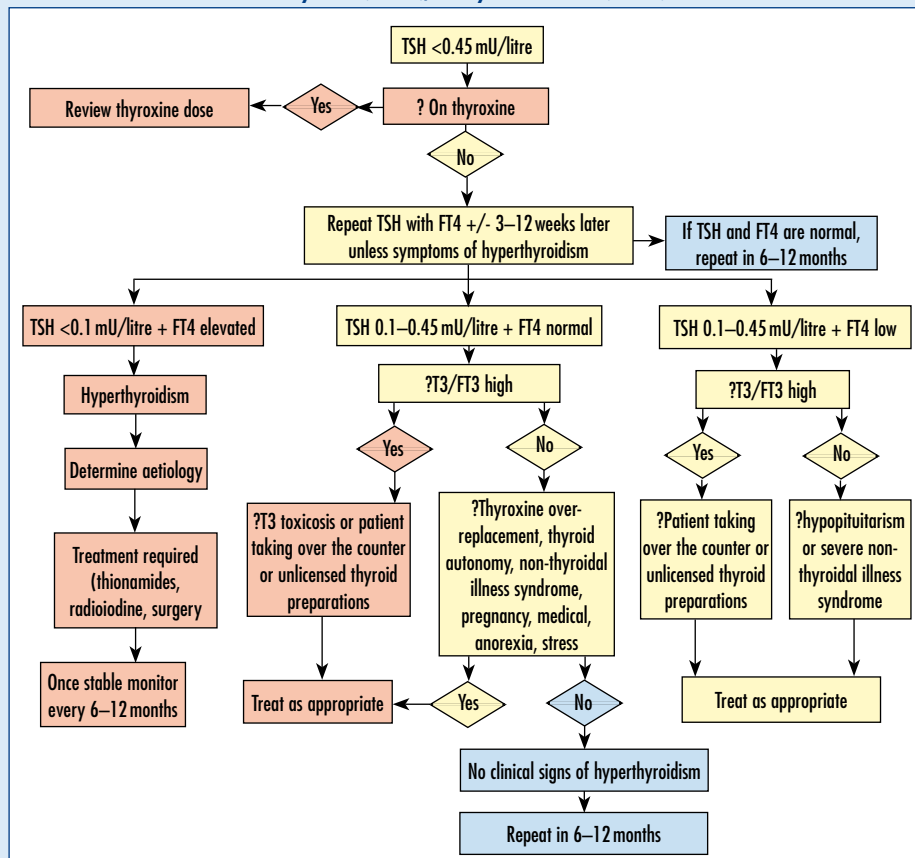 TSH <0.45 mU/litre
Review thyroxine dose
Yes
? On thyroxine
No
Repeat TSH with FT4 +/- 3–12 weeks later
unless symptoms of hyperthyroidism
If TSH and FT4 are normal,
repeat in 6–12 months
TSH <0.1 mU/litre + FT4 elevated
Hyperthyroidism
Determine aetiology
Treatment required
(thionamides,
radioiodine, surgery
Once stable monitor
every 6–12 months
TSH 0.1–0.45 mU/litre + FT4 normal
?T3/FT3 high
Yes
No
?T3 toxicosis or patient
taking over the counter
or unlicensed thyroid
preparations
?Thyroxine over-
replacement, thyroid
autonomy, non-thyroidal
illness syndrome,
pregnancy, medical,
anorexia, stress
Treat as appropriate
Yes
No
No clinical signs of hyperthyroidism
Repeat in 6–12 months
TSH 0.1–0.45 mU/litre + FT4 low
?T3/FT3 high
Yes
No
?Patient taking
over the counter or
unlicensed thyroid
preparations
?hypopituitarism
or severe non-
thyroidal illness
syndrome
Treat as appropriate